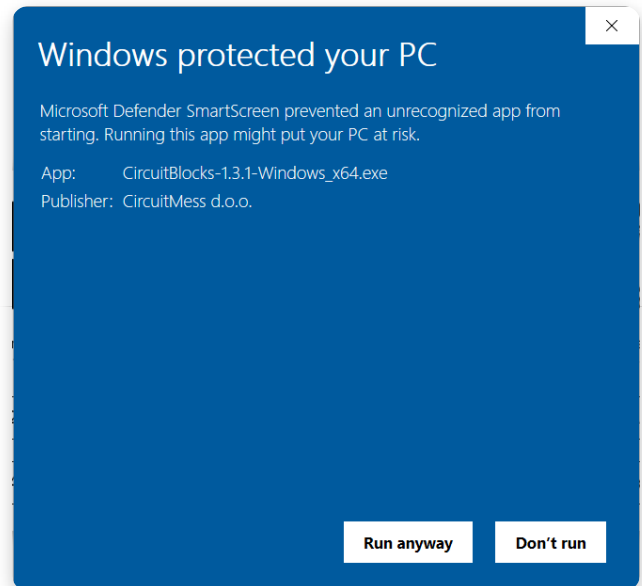 Windows protected your PC
Microsoft Defender SmartScreen prevented an unrecognized app from
starting. Running this app might put your PC at risk.
App: CircuitBlocks-1.3.1-Windows_x64.exe
Publisher: CircuitMess d.o.o.
Run anyway Don’t run